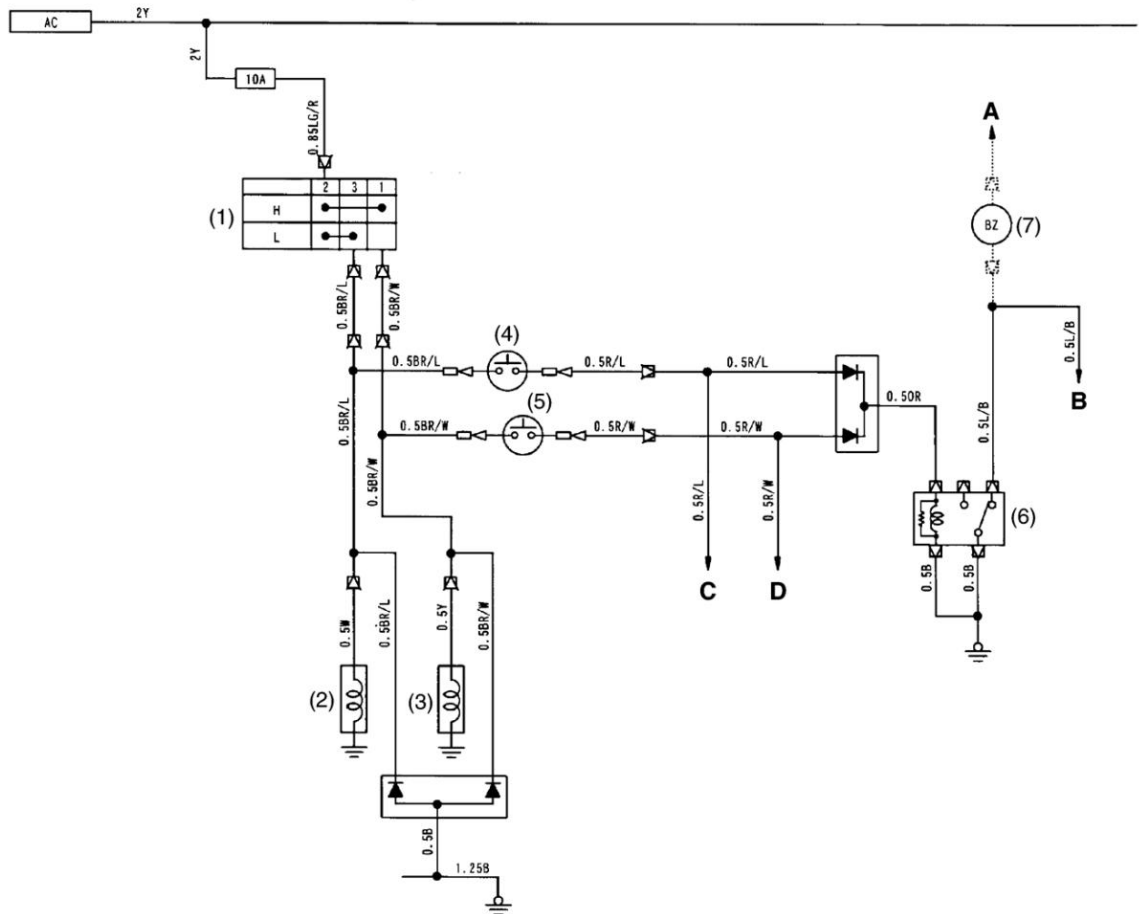 AC
2Y
2Y
10A
0.85LG/R
A
2 3 1
H
L
(1)
BZ
(7)
0.5BR/L
0.5BR/W
(4)
0.5BR/L
0.5R/L
0.5R/L
0.5L/B
B
0.5OR
0.5L/B
(5)
0.5BR/W
0.5R/W
0.5R/W
0.5BR/L
0.5BR/W
0.5R/L
0.5R/W
(6)
C
D
0.5B
0.5B
0.5W
0.5BR/L
0.5Y
0.5BR/W
(2)
(3)
0.5B
1.25B